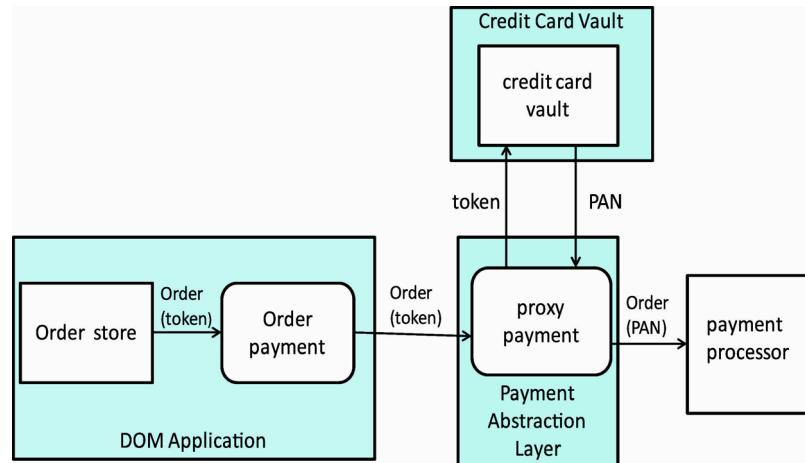 Credit Card Vault
credit card
vault
token
PAN
Order
(token)
Order
(token)
Order store
Order
payment
proxy
payment
Order
(PAN)
payment
processor
Payment
Abstraction
Layer
DOM Application